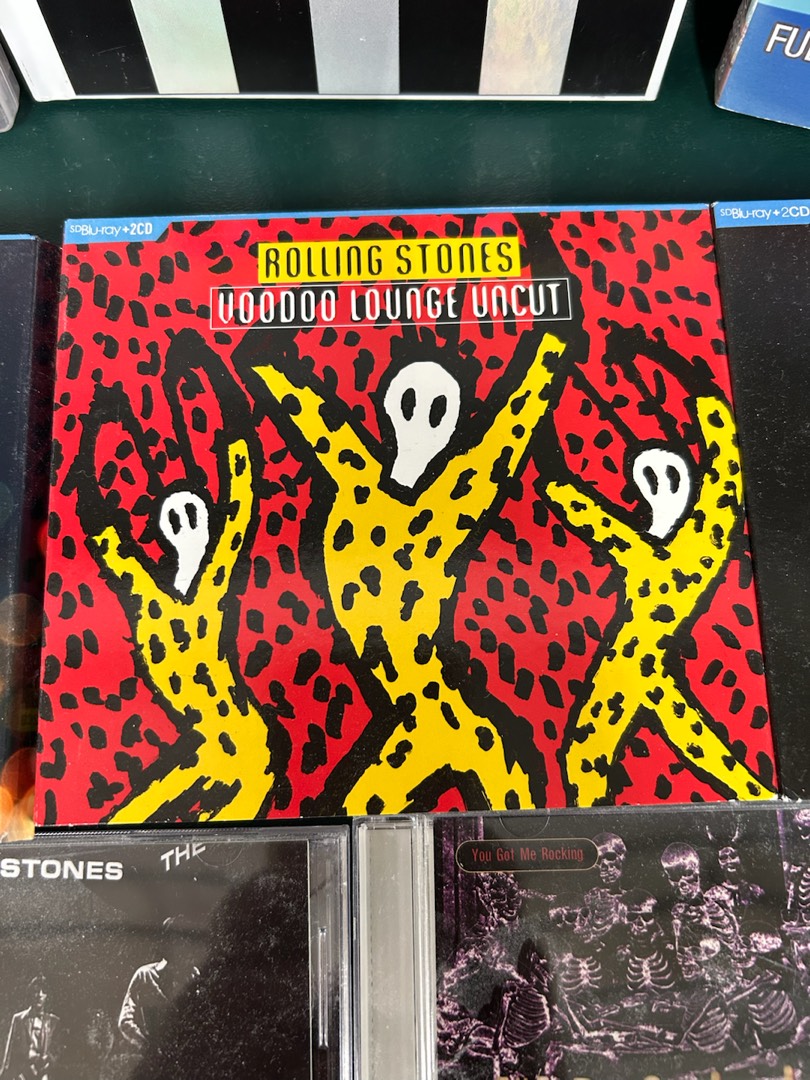 FU
SDBlu-ray+2CD
SDBlu-ray+2CD
ROLLING STONES
VOODOO LOUNGE UNCUT
STONES
THE
You Got Me Rocking